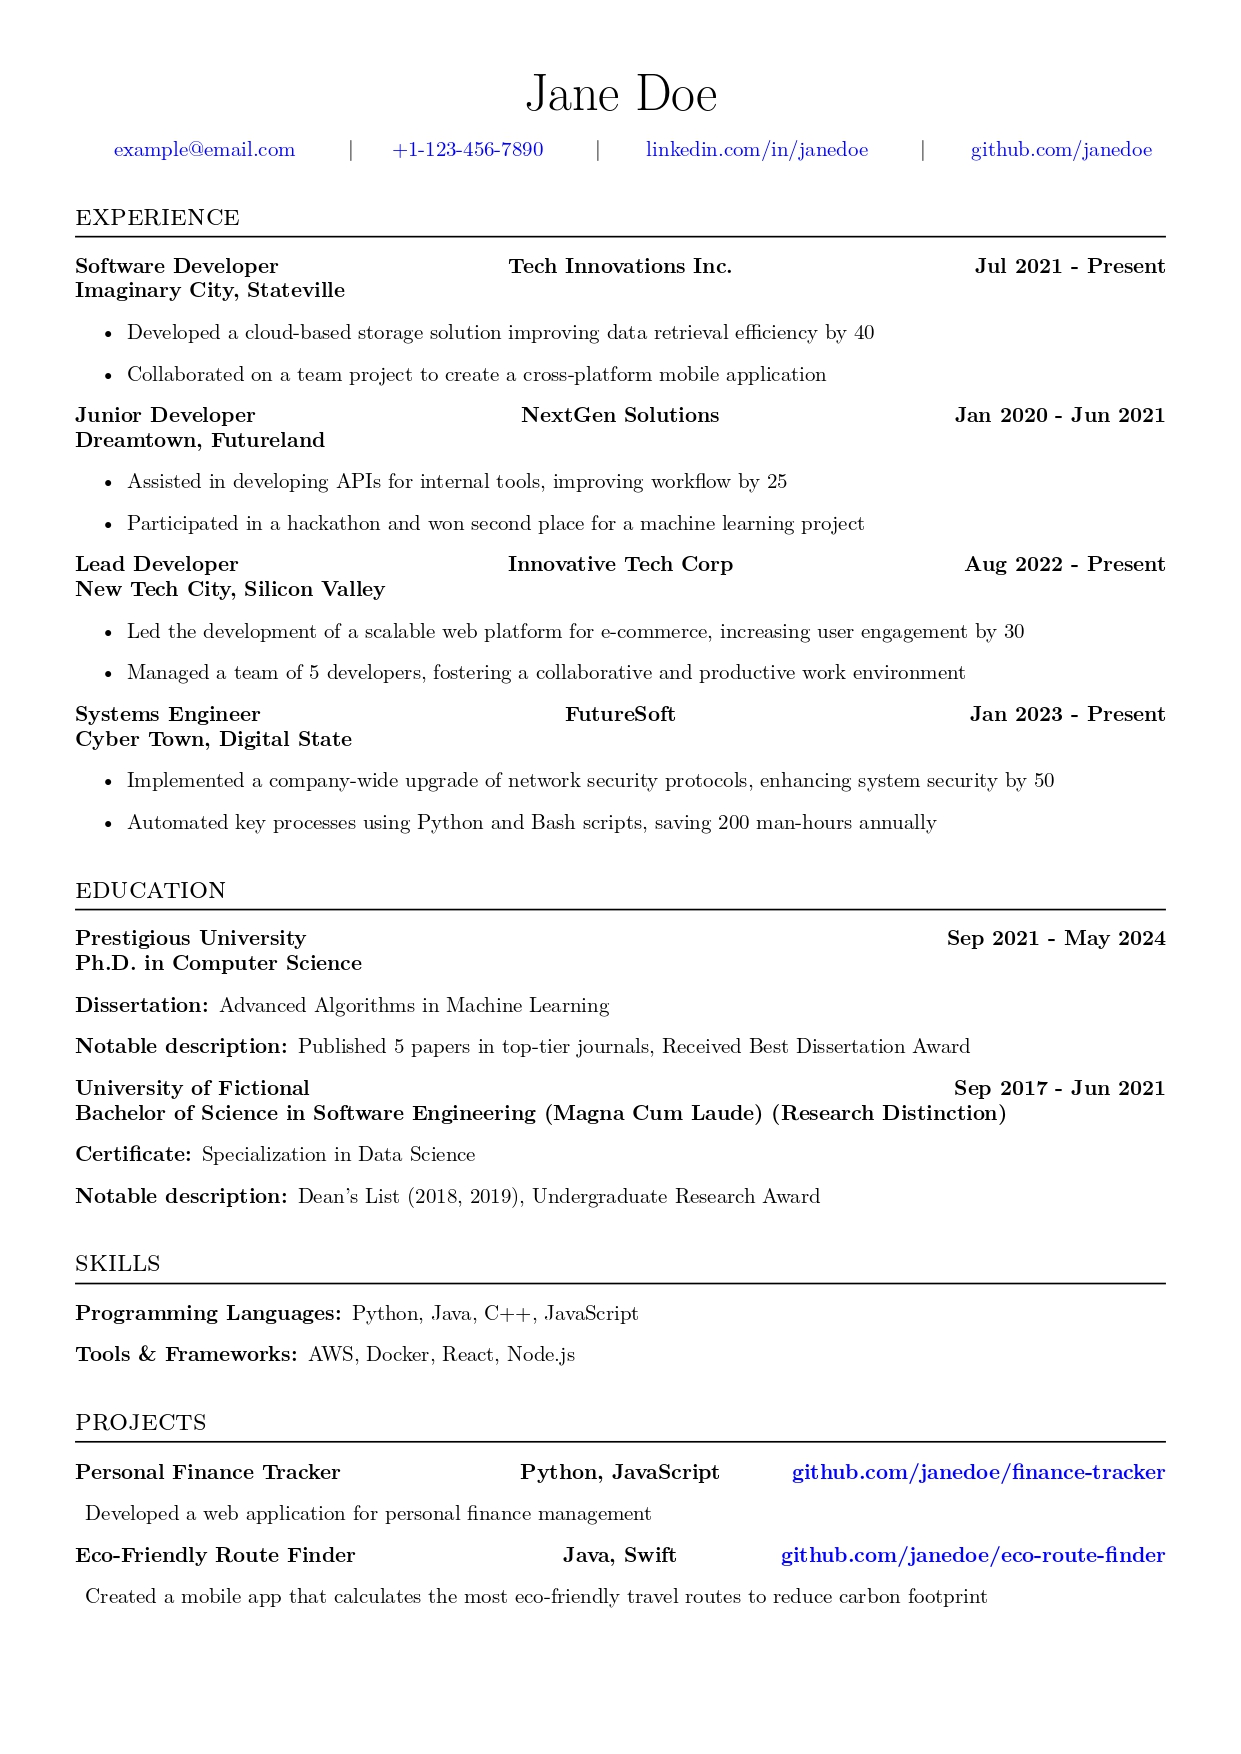 Jane Doe
example@email.com | +1-123-456-7890 | linkedin.com/in/janedoe | github.com/janedoe
EXPERIENCE
Software Developer Tech Innovations Inc. Jul 2021 - Present
Imaginary City, Stateville
• Developed a cloud-based storage solution improving data retrieval efficiency by 40
• Collaborated on a team project to create a cross-platform mobile application
Junior Developer NextGen Solutions Jan 2020 - Jun 2021
Dreamtown, Futureland
• Assisted in developing APIs for internal tools, improving workflow by 25
• Participated in a hackathon and won second place for a machine learning project
Lead Developer Innovative Tech Corp Aug 2022 - Present
New Tech City, Silicon Valley
• Led the development of a scalable web platform for e-commerce, increasing user engagement by 30
• Managed a team of 5 developers, fostering a collaborative and productive work environment
Systems Engineer FutureSoft Jan 2023 - Present
Cyber Town, Digital State
• Implemented a company-wide upgrade of network security protocols, enhancing system security by 50
• Automated key processes using Python and Bash scripts, saving 200 man-hours annually
EDUCATION
Prestigious University Sep 2021 - May 2024
Ph.D. in Computer Science
Dissertation: Advanced Algorithms in Machine Learning
Notable description: Published 5 papers in top-tier journals, Received Best Dissertation Award
University of Fictional Sep 2017 - Jun 2021
Bachelor of Science in Software Engineering (Magna Cum Laude) (Research Distinction)
Certificate: Specialization in Data Science
Notable description: Dean's List (2018, 2019), Undergraduate Research Award
SKILLS
Programming Languages: Python, Java, C++, JavaScript
Tools & Frameworks: AWS, Docker, React, Node.js
PROJECTS
Personal Finance Tracker Python, JavaScript github.com/janedoe/finance-tracker
Developed a web application for personal finance management
Eco-Friendly Route Finder Java, Swift github.com/janedoe/eco-route-finder
Created a mobile app that calculates the most eco-friendly travel routes to reduce carbon footprint